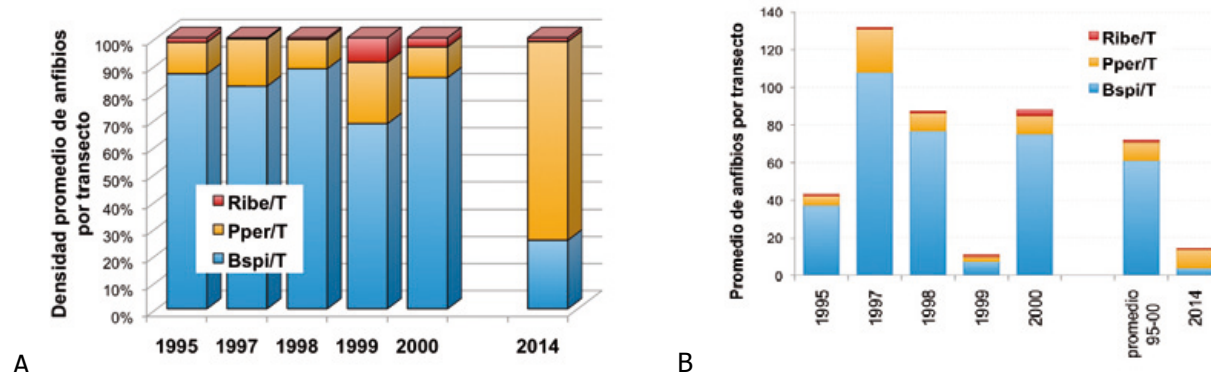 Densidad promedio de anfibios
por transecto
100%
90%
80%
70%
60%
50%
40%
30%
20%
10%
0%
Ribe/T
Pper/T
Bspi/T
1995 1997 1998 1999 2000 2014
A
Promedio de anfibios por transecto
140
120
100
80
60
40
20
0
Ribe/T
Pper/T
Bspi/T
1995
1997
1998
1999
2000
promedio
95-00
2014
B